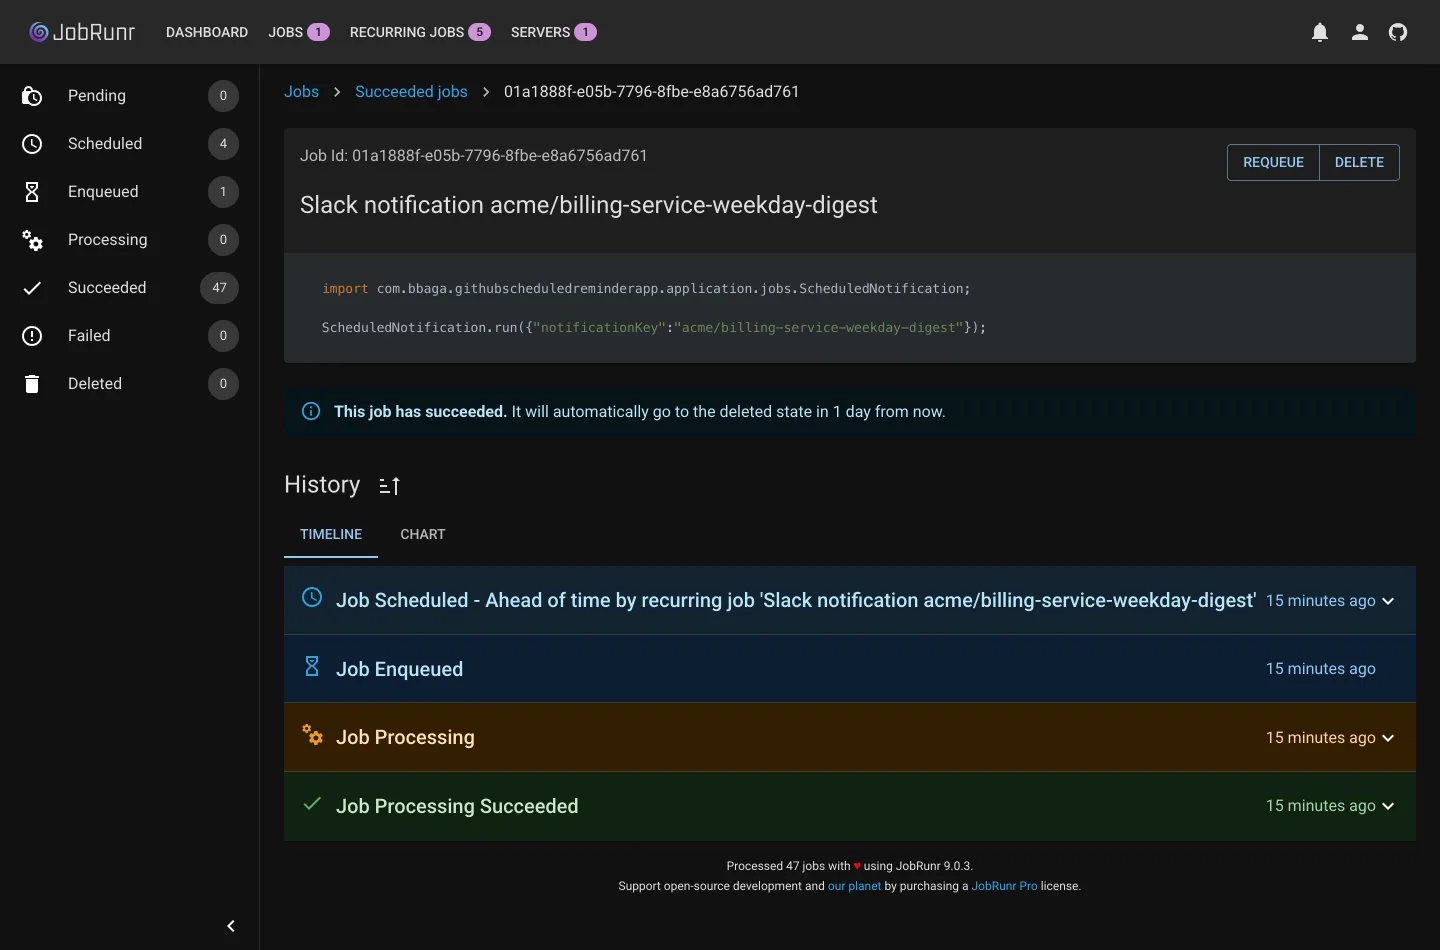 JobRunr
DASHBOARD
JOBS 1
RECURRING JOBS 5
SERVERS 1
Pending 0
Scheduled 4
Enqueued 1
Processing 0
Succeeded 47
Failed 0
Deleted 0
Jobs > Succeeded jobs > 01a1888f-e05b-7796-8fbe-e8a6756ad761
Job Id: 01a1888f-e05b-7796-8fbe-e8a6756ad761
REQUEUE DELETE
Slack notification acme/billing-service-weekday-digest
import com.bbaga.githubscheduledreminderapp.application.jobs.ScheduledNotification;
ScheduledNotification.run({"notificationKey":"acme/billing-service-weekday-digest"});
This job has succeeded. It will automatically go to the deleted state in 1 day from now.
History
TIMELINE CHART
Job Scheduled - Ahead of time by recurring job 'Slack notification acme/billing-service-weekday-digest' 15 minutes ago
Job Enqueued 15 minutes ago
Job Processing 15 minutes ago
Job Processing Succeeded 15 minutes ago
Processed 47 jobs with ♥ using JobRunr 9.0.3.
Support open-source development and our planet by purchasing a JobRunr Pro license.